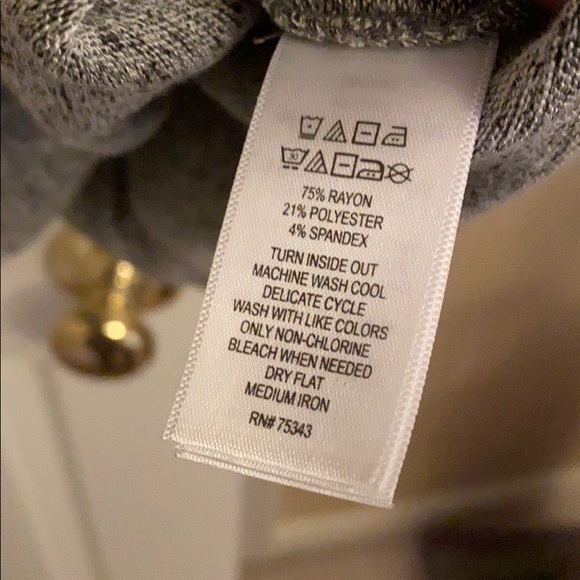 30
75% RAYON
21% POLYESTER
4% SPANDEX
TURN INSIDE OUT
MACHINE WASH COOL
DELICATE CYCLE
WASH WITH LIKE COLORS
ONLY NON-CHLORINE
BLEACH WHEN NEEDED
DRY FLAT
MEDIUM IRON
RN# 75343